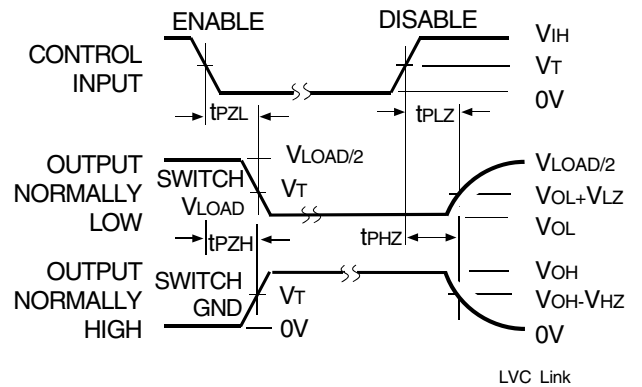 ENABLE DISABLE
CONTROL INPUT
VIH
VT
0V
tPZL tPLZ
OUTPUT NORMALLY LOW
SWITCH VLOAD
VLOAD/2
VT
VLOAD/2
VOL+VLZ
VOL
tPZH tPHZ
OUTPUT NORMALLY HIGH
SWITCH GND
VT
0V
VOH
VOH-VHZ
0V
LVC Link